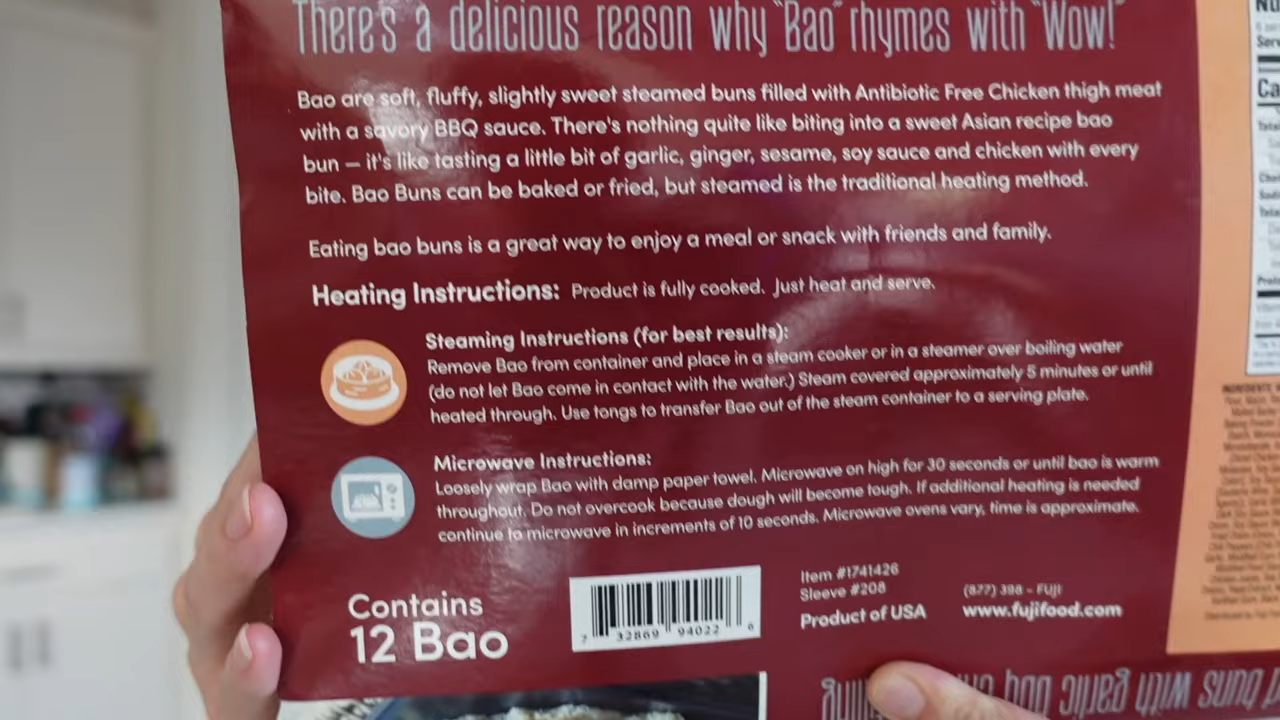 There's a delicious reason why "Bao" rhymes with "Wow!"
Bao are soft, fluffy, slightly sweet steamed buns filled with Antibiotic Free Chicken thigh meat
with a savory BBQ sauce. There's nothing quite like biting into a sweet Asian recipe bao
bun – it's like tasting a little bit of garlic, ginger, sesame, soy sauce and chicken with every
bite. Bao Buns can be baked or fried, but steamed is the traditional heating method.
Eating bao buns is a great way to enjoy a meal or snack with friends and family.
Heating Instructions: Product is fully cooked. Just heat and serve.
Steaming Instructions (for best results):
Remove Bao from container and place in a steam cooker or in a steamer over boiling water
(do not let Bao come in contact with the water.) Steam covered approximately 5 minutes or until
heated through. Use tongs to transfer Bao out of the steam container to a serving plate.
Microwave Instructions:
Loosely wrap Bao with damp paper towel. Microwave on high for 30 seconds or until bao is warm
throughout. Do not overcook because dough will become tough. If additional heating is needed
continue to microwave in increments of 10 seconds. Microwave ovens vary, time is approximate.
Contains
12 Bao
7 32869 94022 6
Item #1741426
Sleeve #208
Product of USA
(877) 398 - FUJI
www.fujifood.com
buns with garlic